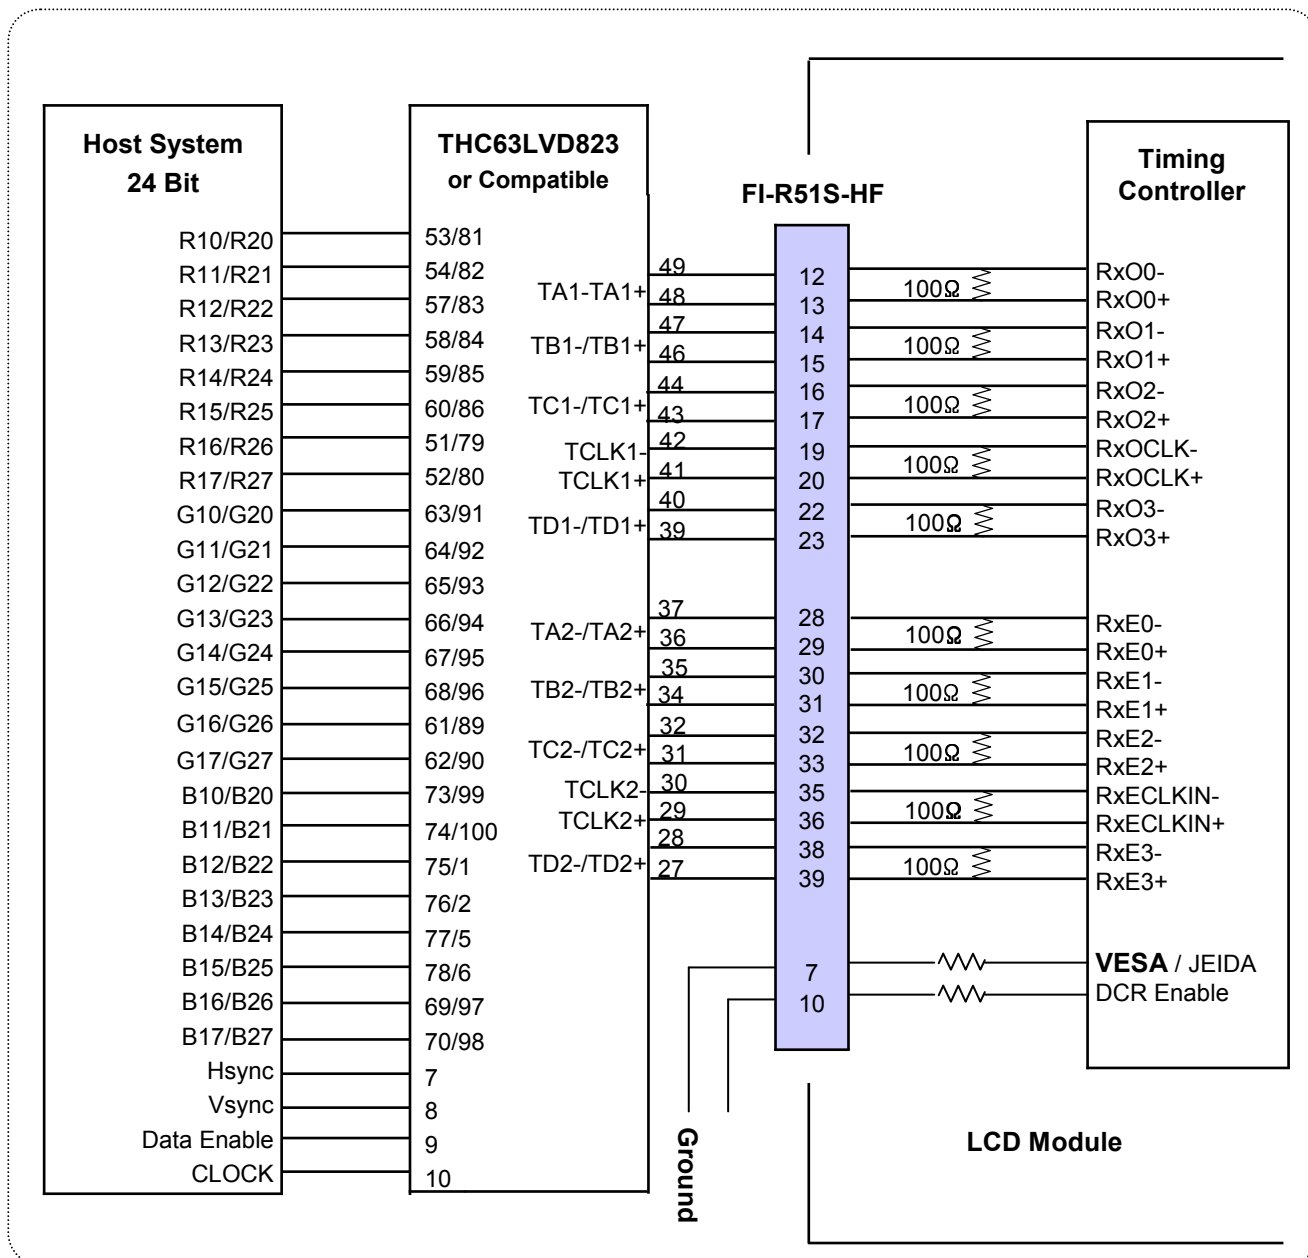 Host System
24 Bit
R10/R20
R11/R21
R12/R22
R13/R23
R14/R24
R15/R25
R16/R26
R17/R27
G10/G20
G11/G21
G12/G22
G13/G23
G14/G24
G15/G25
G16/G26
G17/G27
B10/B20
B11/B21
B12/B22
B13/B23
B14/B24
B15/B25
B16/B26
B17/B27
Hsync
Vsync
Data Enable
CLOCK
THC63LVD823
or Compatible
53/81
54/82
57/83
58/84
59/85
60/86
51/79
52/80
63/91
64/92
65/93
66/94
67/95
68/96
61/89
62/90
73/99
74/100
75/1
76/2
77/5
78/6
69/97
70/98
7
8
9
10
TA1-TA1+
TB1-/TB1+
TC1-/TC1+
TCLK1-
TCLK1+
TD1-/TD1+
TA2-/TA2+
TB2-/TB2+
TC2-/TC2+
TCLK2-
TCLK2+
TD2-/TD2+
49
48
47
46
44
43
42
41
40
39
37
36
35
34
32
31
30
29
28
27
Ground
FI-R51S-HF
12
13
14
15
16
17
19
20
22
23
28
29
30
31
32
33
35
36
38
39
7
10
100Ω
100Ω
100Ω
100Ω
100Ω
100Ω
100Ω
100Ω
100Ω
100Ω
Timing
Controller
RxO0-
RxO0+
RxO1-
RxO1+
RxO2-
RxO2+
RxOCLK-
RxOCLK+
RxO3-
RxO3+
RxE0-
RxE0+
RxE1-
RxE1+
RxE2-
RxE2+
RxECLKIN-
RxECLKIN+
RxE3-
RxE3+
VESA / JEIDA
DCR Enable
LCD Module